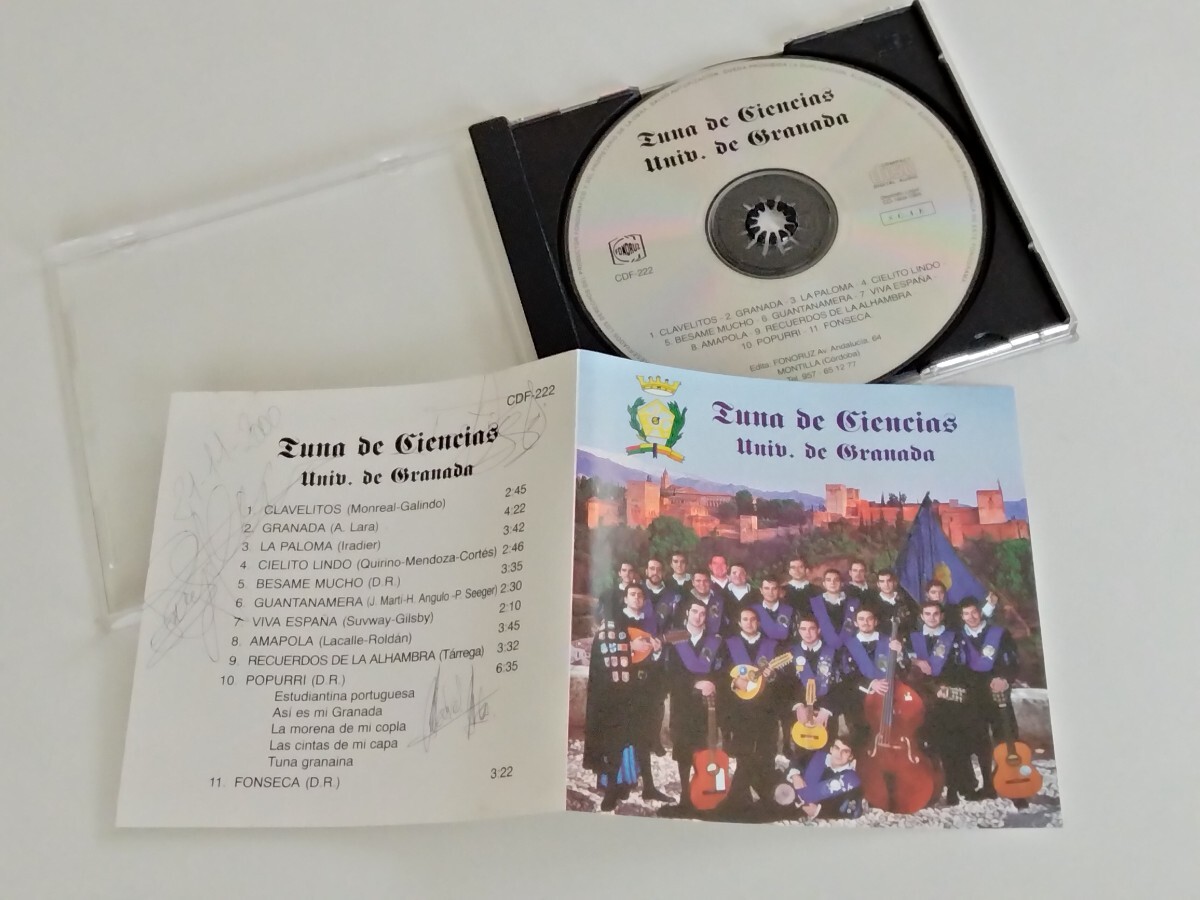 Tuna de Ciencias
Univ. de Granada
FONORUZ
CDF-222
1. CLAVELITOS · 2. GRANADA · 3. LA PALOMA · 4. CIELITO LINDO
5. BESAME MUCHO · 6. GUANTANAMERA · 7. VIVA ESPAÑA ·
8. AMAPOLA · 9. RECUERDOS DE LA ALHAMBRA
10. POPURRI · 11. FONSECA
Edita: FONORUZ Av. Andalucía, 64
MONTILLA (Córdoba)
Tel. 957 - 65 12 77
CDF-222
Tuna de Ciencias
Univ. de Granada
1. CLAVELITOS (Monreal-Galindo) 2:45
2. GRANADA (A. Lara) 4:22
3. LA PALOMA (Iradier) 3:42
4. CIELITO LINDO (Quirino-Mendoza-Cortés) 2:46
5. BESAME MUCHO (D.R.) 3:35
6. GUANTANAMERA (J. Martí-H. Angulo -P. Seeger) 2:30
7. VIVA ESPAÑA (Suvway-Gilsby) 2:10
8. AMAPOLA (Lacalle-Roldán) 3:45
9. RECUERDOS DE LA ALHAMBRA (Tárrega) 3:32
10. POPURRI (D.R.) 6:35
Estudiantina portuguesa
Asi es mi Granada
La morena de mi copla
Las cintas de mi capa
Tuna granaina
11. FONSECA (D.R.) 3:22
Tuna de Ciencias
Univ. de Granada